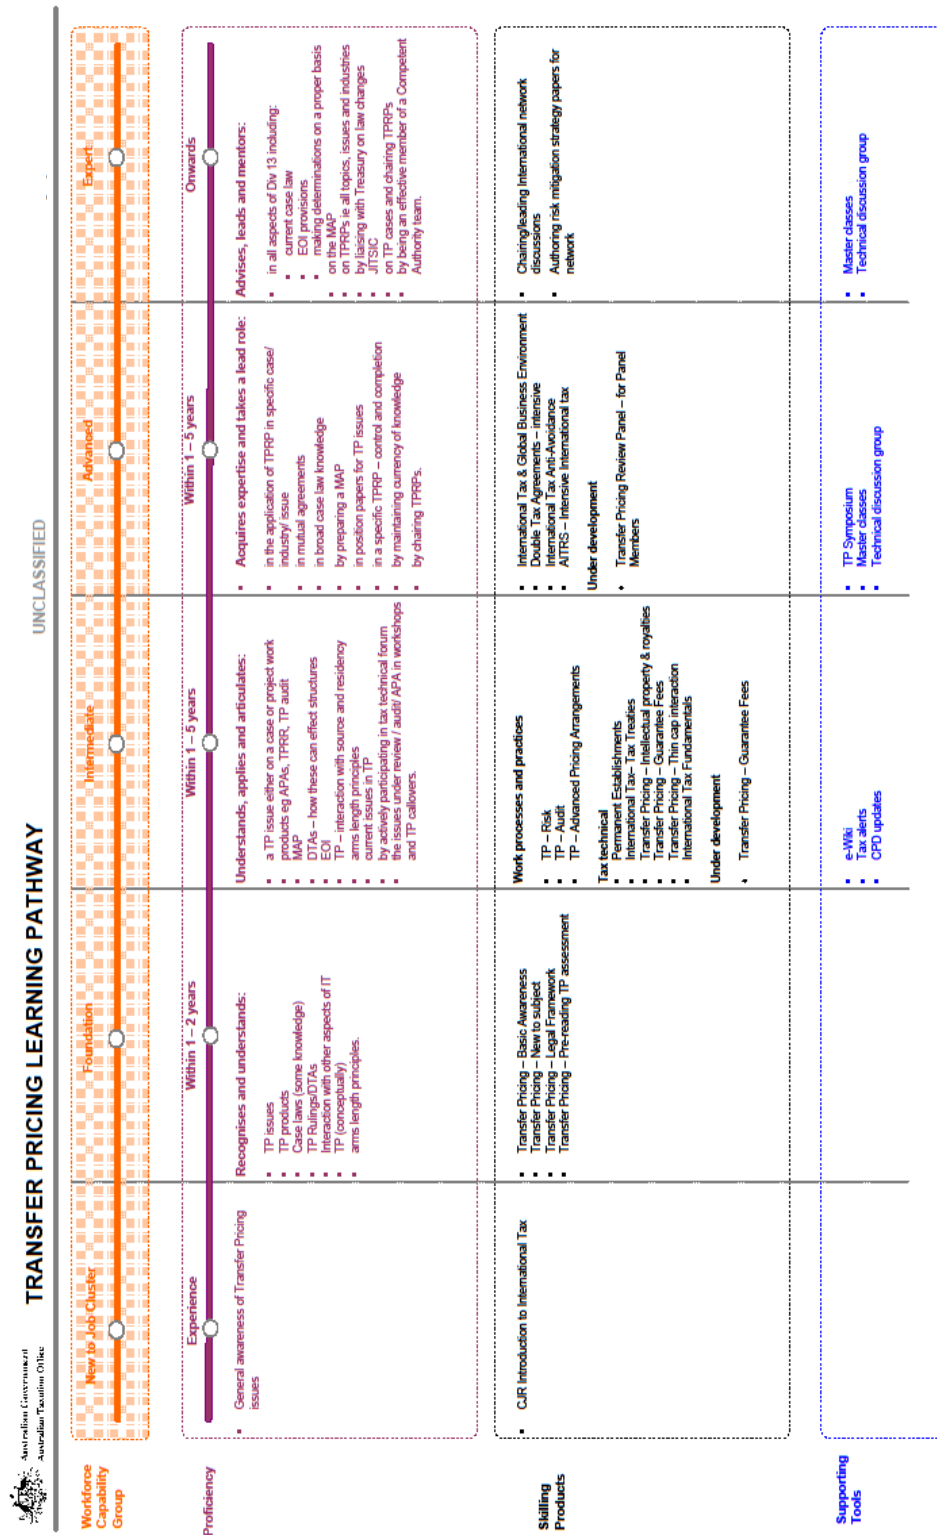 Australian Government
Australian Taxation Office
TRANSFER PRICING LEARNING PATHWAY
UNCLASSIFIED
Workforce
Capability
Group
New to Job Cluster
Foundation
Intermediate
Advanced
Expert
Proficiency
Experience
Within 1 – 2 years
Within 1 – 5 years
Within 1 – 5 years
Onwards
▪ General awareness of Transfer Pricing
issues
Recognises and understands:
▪ TP issues
▪ TP products
▪ Case laws (some knowledge)
▪ TP Rulings/DTAs
▪ Interaction with other aspects of IT
▪ TP (conceptually)
▪ arms length principles.
Understands, applies and articulates:
▪ a TP issue either on a case or project work
▪ products eg APAs, TPRR, TP audit
▪ MAP
▪ DTAs – how these can effect structures
▪ EOI
▪ TP – interaction with source and residency
▪ arms length principles
▪ current issues in TP
▪ by actively participating in tax technical forum
▪ the issues under review / audit/ APA in workshops
and TP callovers.
▪ Acquires expertise and takes a lead role:
▪ in the application of TPRP in specific case/
industry/ issue
▪ in mutual agreements
▪ in broad case law knowledge
▪ by preparing a MAP
▪ in position papers for TP issues
▪ in a specific TPRP – control and completion
▪ by maintaining currency of knowledge
▪ by chairing TPRPs.
Advises, leads and mentors:
▪ in all aspects of Div 13 including:
▪ current case law
▪ EOI provisions
▪ making determinations on a proper basis
▪ on the MAP
▪ on TPRPs ie all topics, issues and industries
▪ by liaising with Treasury on law changes
▪ JITSIC
▪ on TP cases and chairing TPRPs
▪ by being an effective member of a Competent
Authority team.
Skilling
Products
▪ CJR Introduction to International Tax
▪ Transfer Pricing – Basic Awareness
▪ Transfer Pricing – New to subject
▪ Transfer Pricing – Legal Framework
▪ Transfer Pricing – Pre-reading TP assessment
Work processes and practices
▪ TP – Risk
▪ TP – Audit
▪ TP – Advanced Pricing Arrangements
Tax technical
▪ Permanent Establishments
▪ International Tax– Tax Treaties
▪ Transfer Pricing – Intellectual property & royalties
▪ Transfer Pricing – Guarantee Fees
▪ Transfer Pricing – Thin cap interaction
▪ International Tax Fundamentals
Under development
♦ Transfer Pricing – Guarantee Fees
▪ International Tax & Global Business Environment
▪ Double Tax Agreements – intensive
▪ International Tax Anti-Avoidance
▪ AITRS – Intensive International tax
Under development
♦ Transfer Pricing Review Panel – for Panel
Members
▪ Chairing/leading International network
discussions
▪ Authoring risk mitigation strategy papers for
network
Supporting
Tools
▪ e-Wiki
▪ Tax alerts
▪ CPD updates
▪ TP Symposium
▪ Master classes
▪ Technical discussion group
▪ Master classes
▪ Technical discussion group